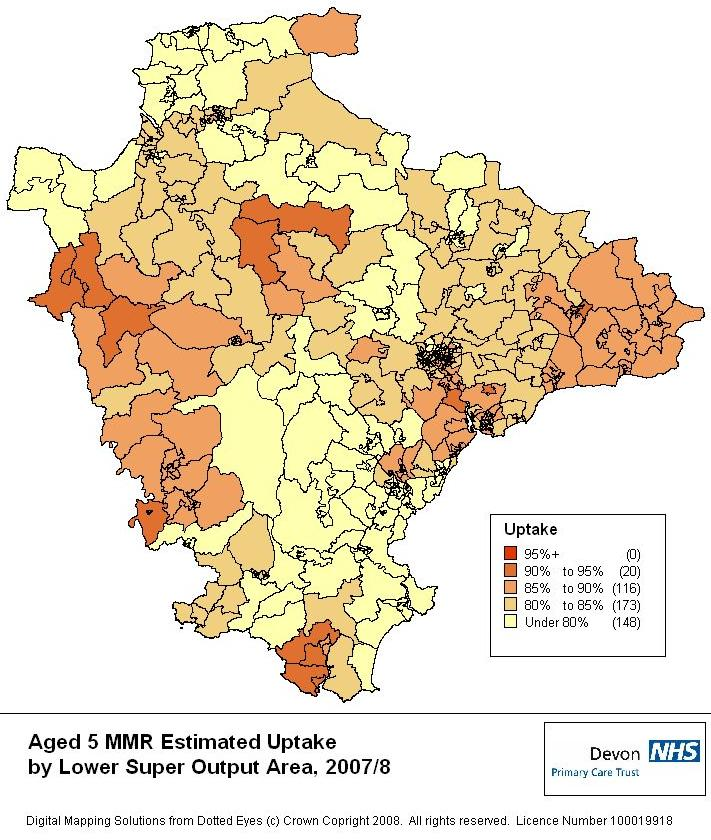 Uptake
95%+ (0)
90% to 95% (20)
85% to 90% (116)
80% to 85% (173)
Under 80% (148)
Aged 5 MMR Estimated Uptake
by Lower Super Output Area, 2007/8
Devon NHS
Primary Care Trust
Digital Mapping Solutions from Dotted Eyes (c) Crown Copright 2008. All rights reserved. Licence Number 100019918